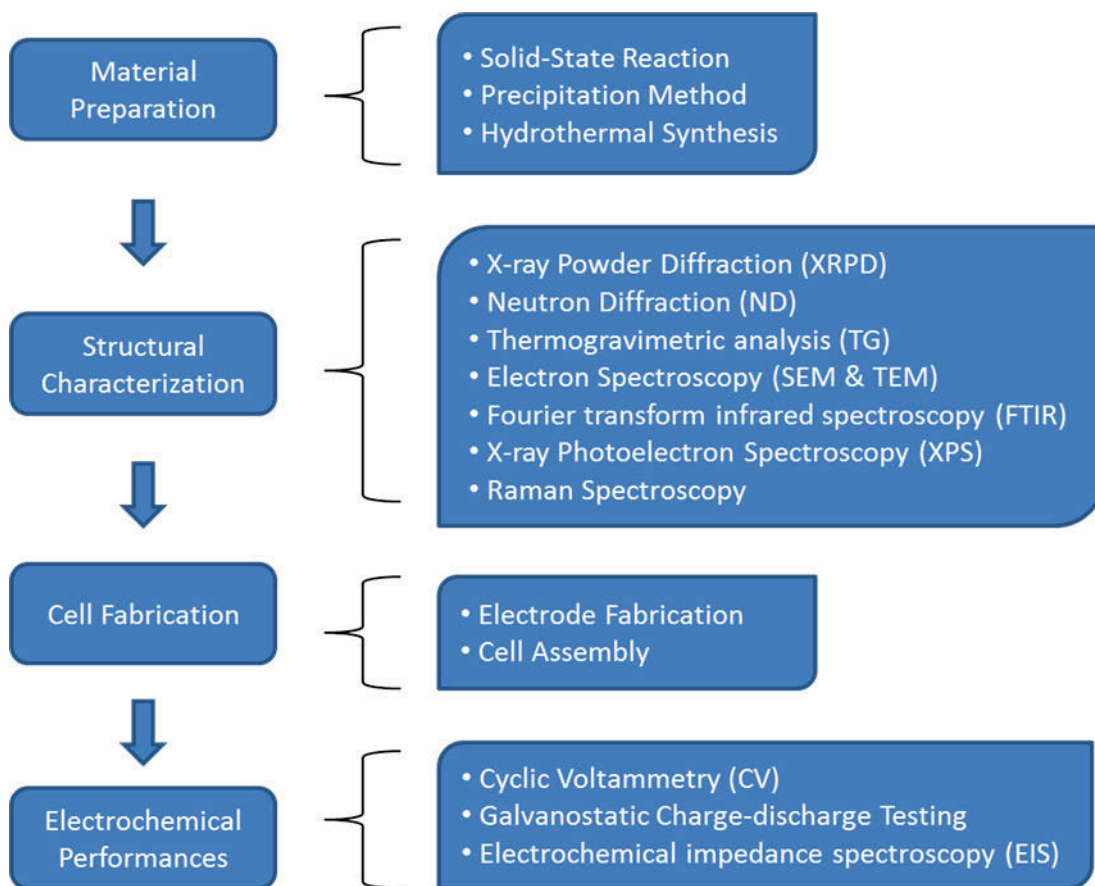 Material
Preparation
• Solid-State Reaction
• Precipitation Method
• Hydrothermal Synthesis
Structural
Characterization
• X-ray Powder Diffraction (XRPD)
• Neutron Diffraction (ND)
• Thermogravimetric analysis (TG)
• Electron Spectroscopy (SEM & TEM)
• Fourier transform infrared spectroscopy (FTIR)
• X-ray Photoelectron Spectroscopy (XPS)
• Raman Spectroscopy
Cell Fabrication
• Electrode Fabrication
• Cell Assembly
Electrochemical
Performances
• Cyclic Voltammetry (CV)
• Galvanostatic Charge-discharge Testing
• Electrochemical impedance spectroscopy (EIS)